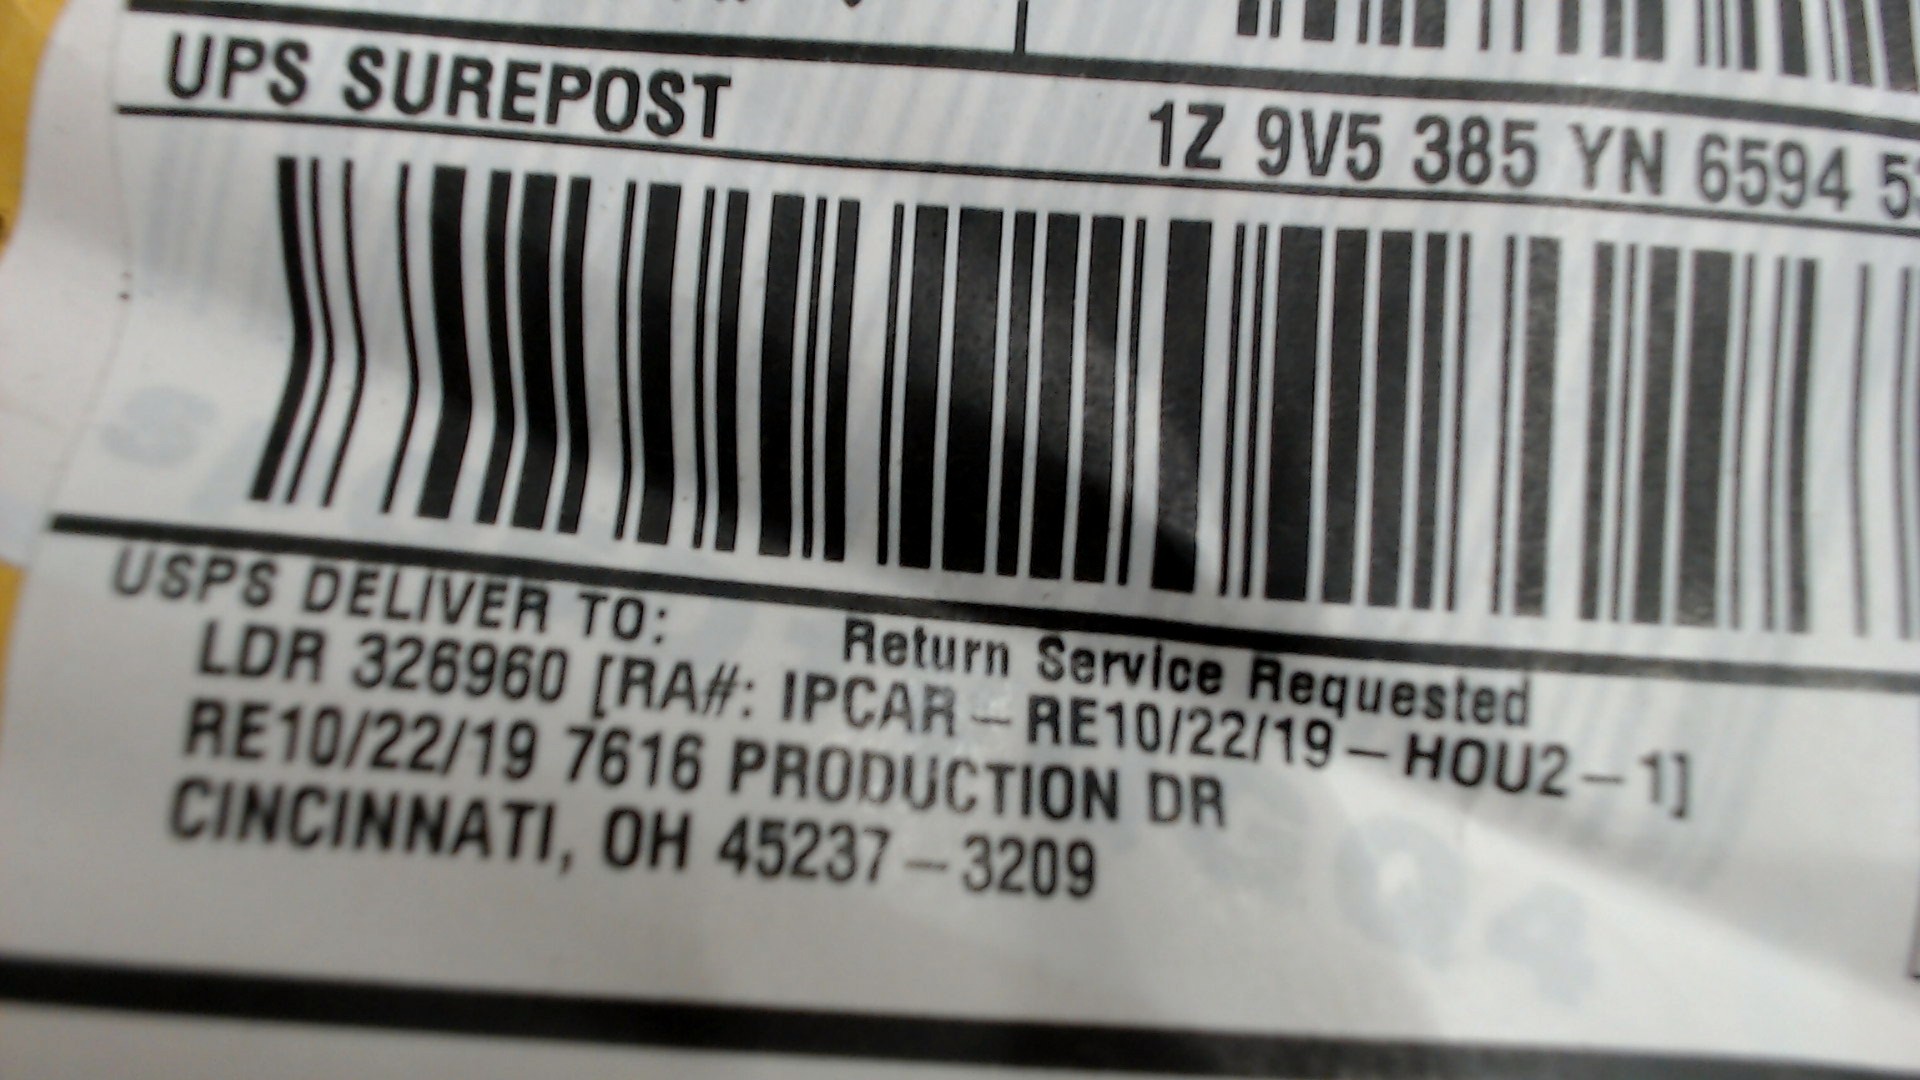 UPS SUREPOST
1Z 9V5 385 YN 6594
USPS DELIVER TO:
Return Service Requested
LDR 326960 [RA#: IPCAR-RE10/22/19-HOU2-1]
RE10/22/19 7616 PRODUCTION DR
CINCINNATI, OH 45237-3209